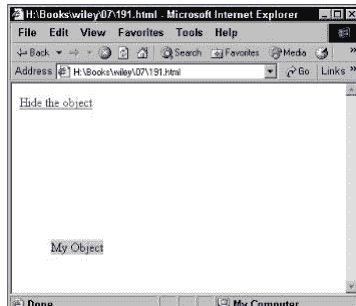 H:\Books\wiley\07\191.html - Microsoft Internet Explorer
File Edit View Favorites Tools Help
Back Search Favorites Media »
Address H:\Books\wiley\07\191.html Go Links »
Hide the object
My Object
Done My Computer